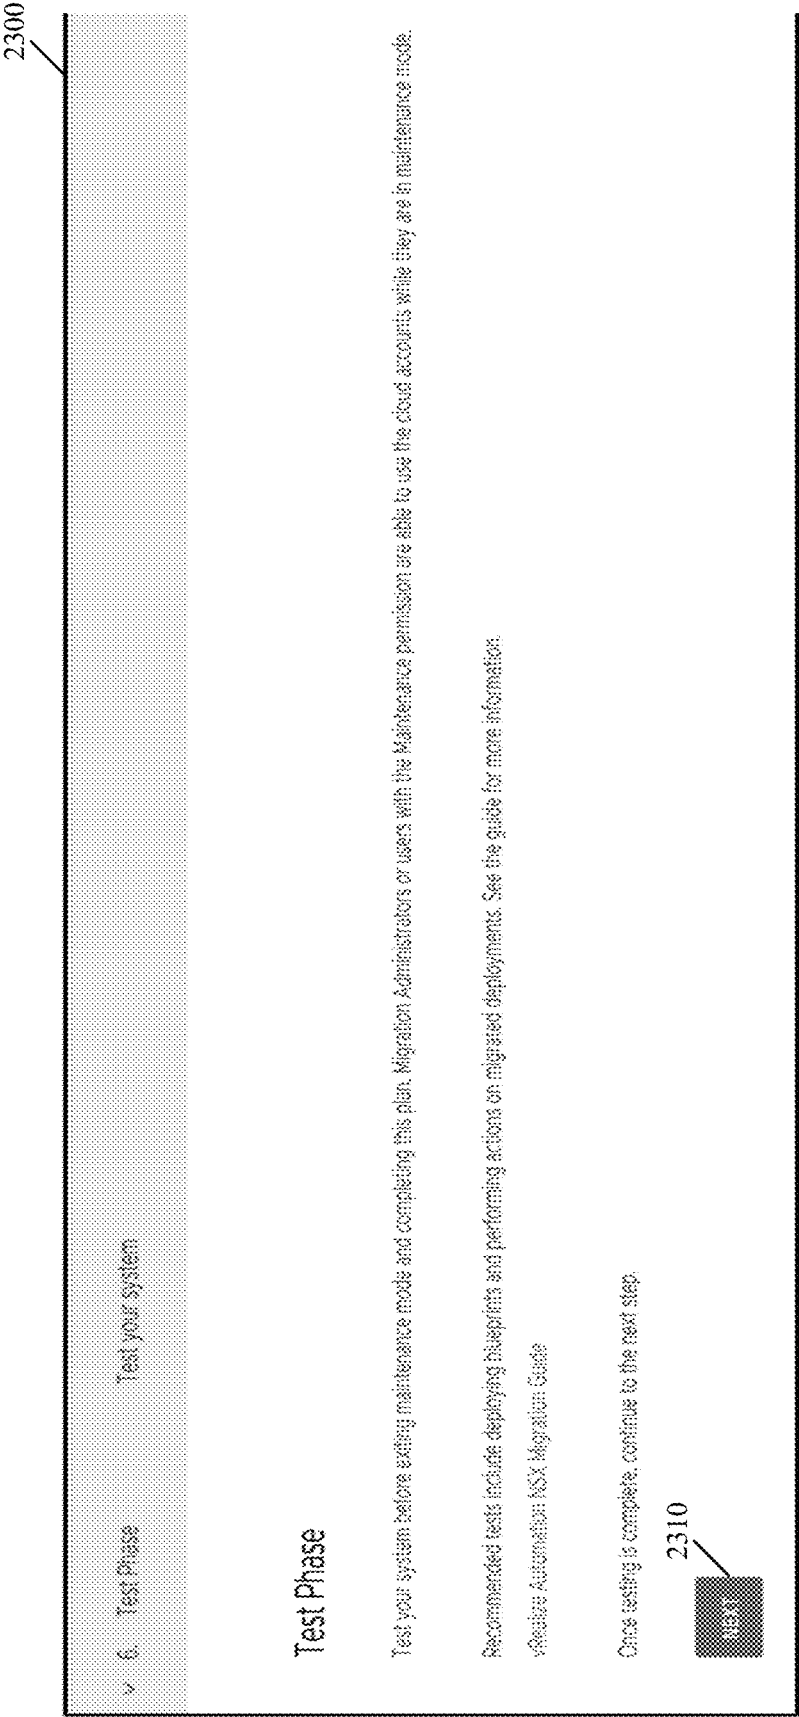 2300
v 6. Test Phase Test your system
Test Phase
Test your system before exiting maintenance mode and completing this plan. Migration Administrators or users with the Maintenance permission are able to use the cloud accounts while they are in maintenance mode.
Recommended tests include deploying blueprints and performing actions on migrated deployments. See the guide for more information.
vRealize Automation NSX Migration Guide
Once testing is complete, continue to the next step.
2310
NEXT